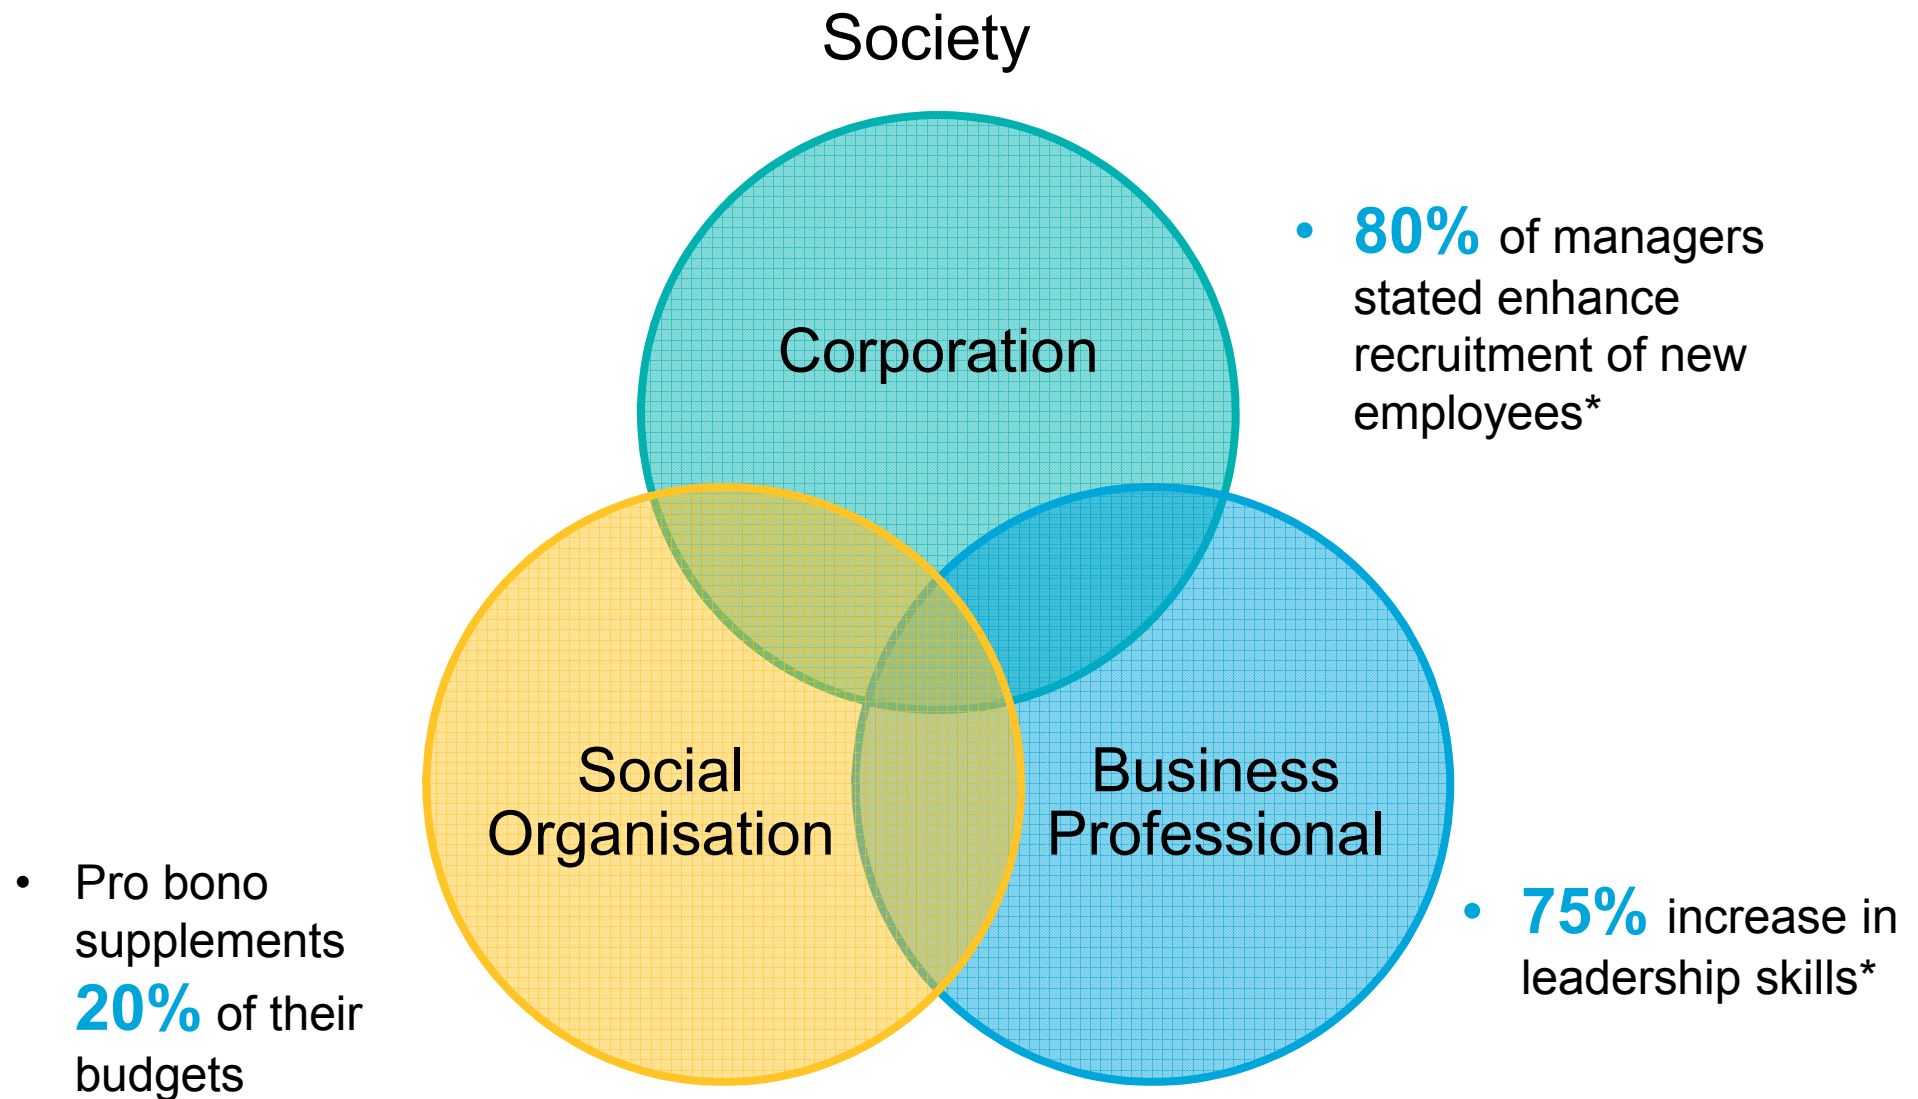 Society
• 80% of managers
stated enhance
recruitment of new
employees*
Corporation
Social
Organisation
Business
Professional
• Pro bono
supplements
20% of their
budgets
• 75% increase in
leadership skills*